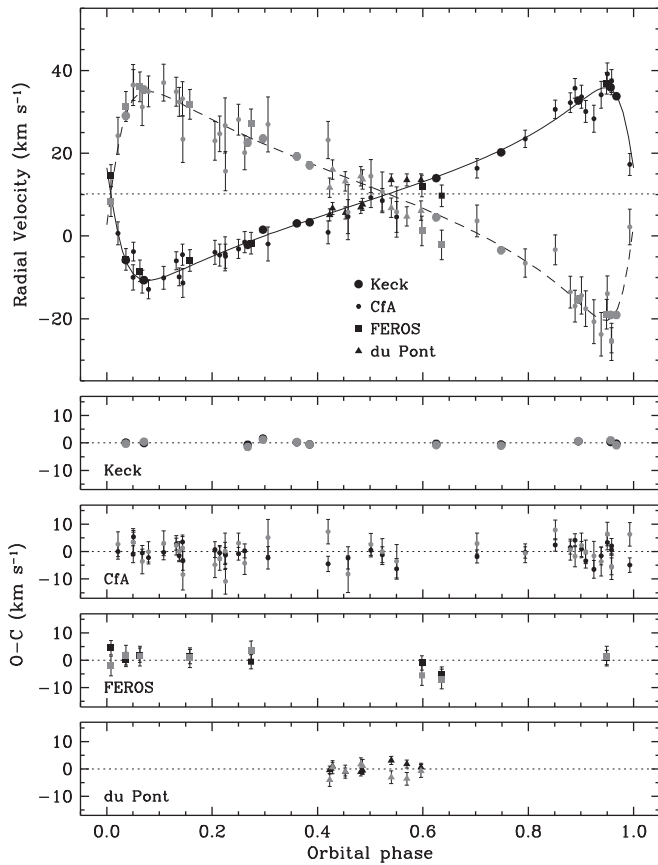 Radial Velocity (km s⁻¹)
40
20
0
−20
Keck
CfA
FEROS
du Pont
O−C (km s⁻¹)
10
0
−10
Keck
10
0
−10
CfA
10
0
−10
FEROS
10
0
−10
du Pont
0.0 0.2 0.4 0.6 0.8 1.0
Orbital phase